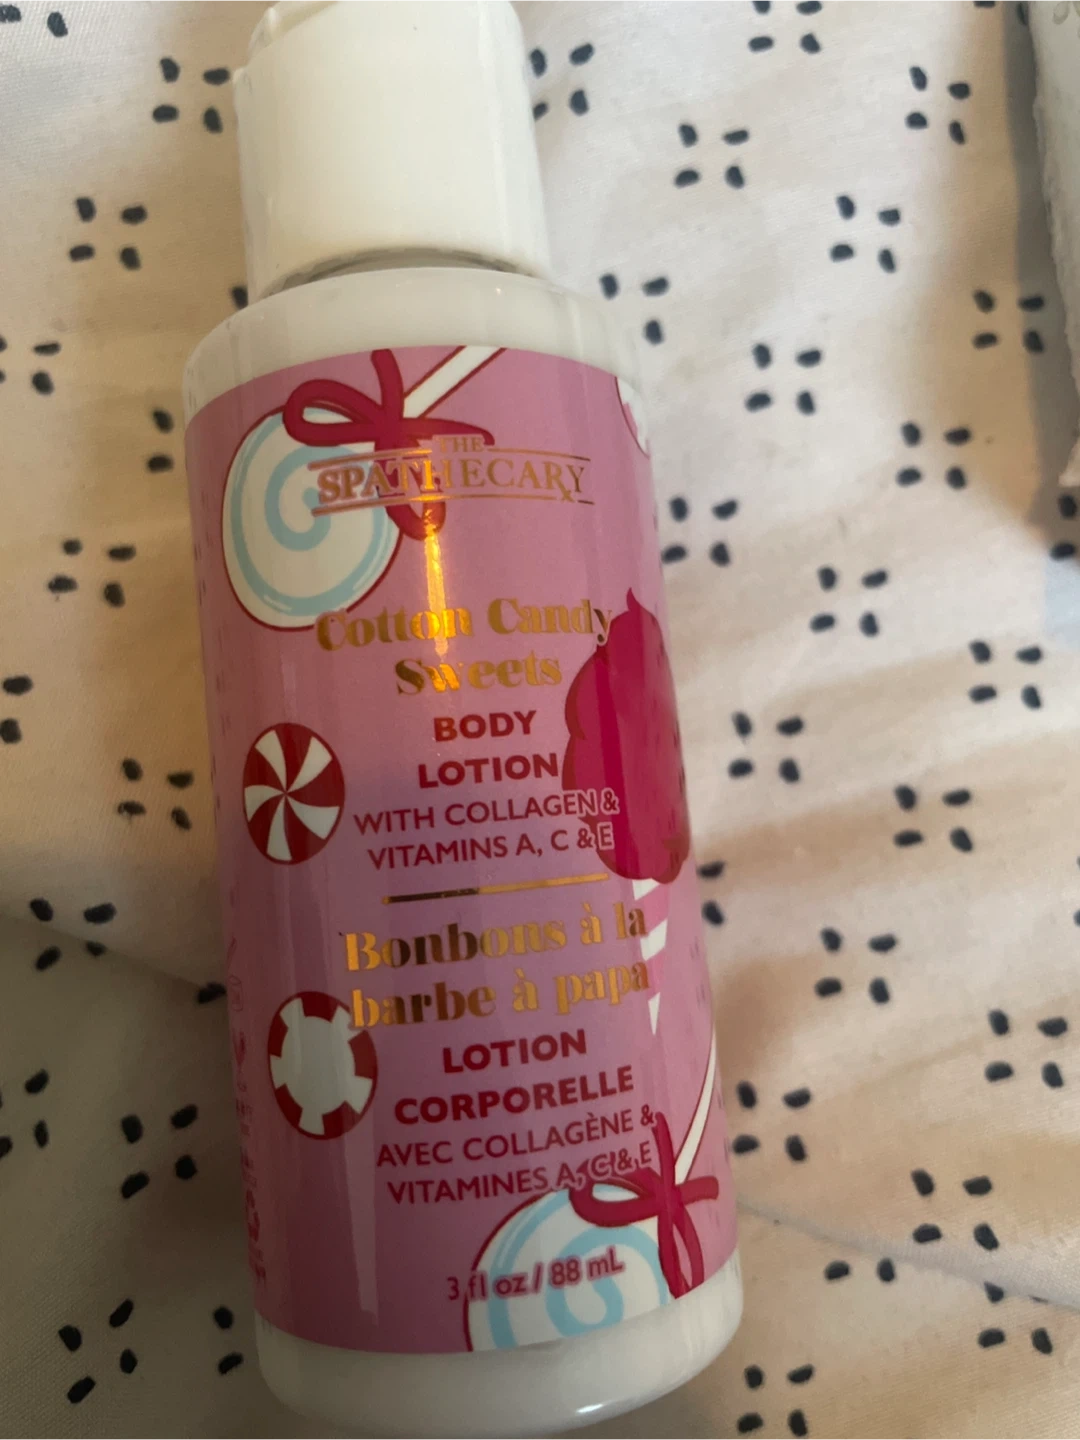 THE
SPATHECARY
Cotton Candy
Sweets
BODY
LOTION
WITH COLLAGEN &
VITAMINS A, C & E
Bonbons à la
barbe à papa
LOTION
CORPORELLE
AVEC COLLAGÈNE &
VITAMINES A, C & E
3 fl oz / 88 mL